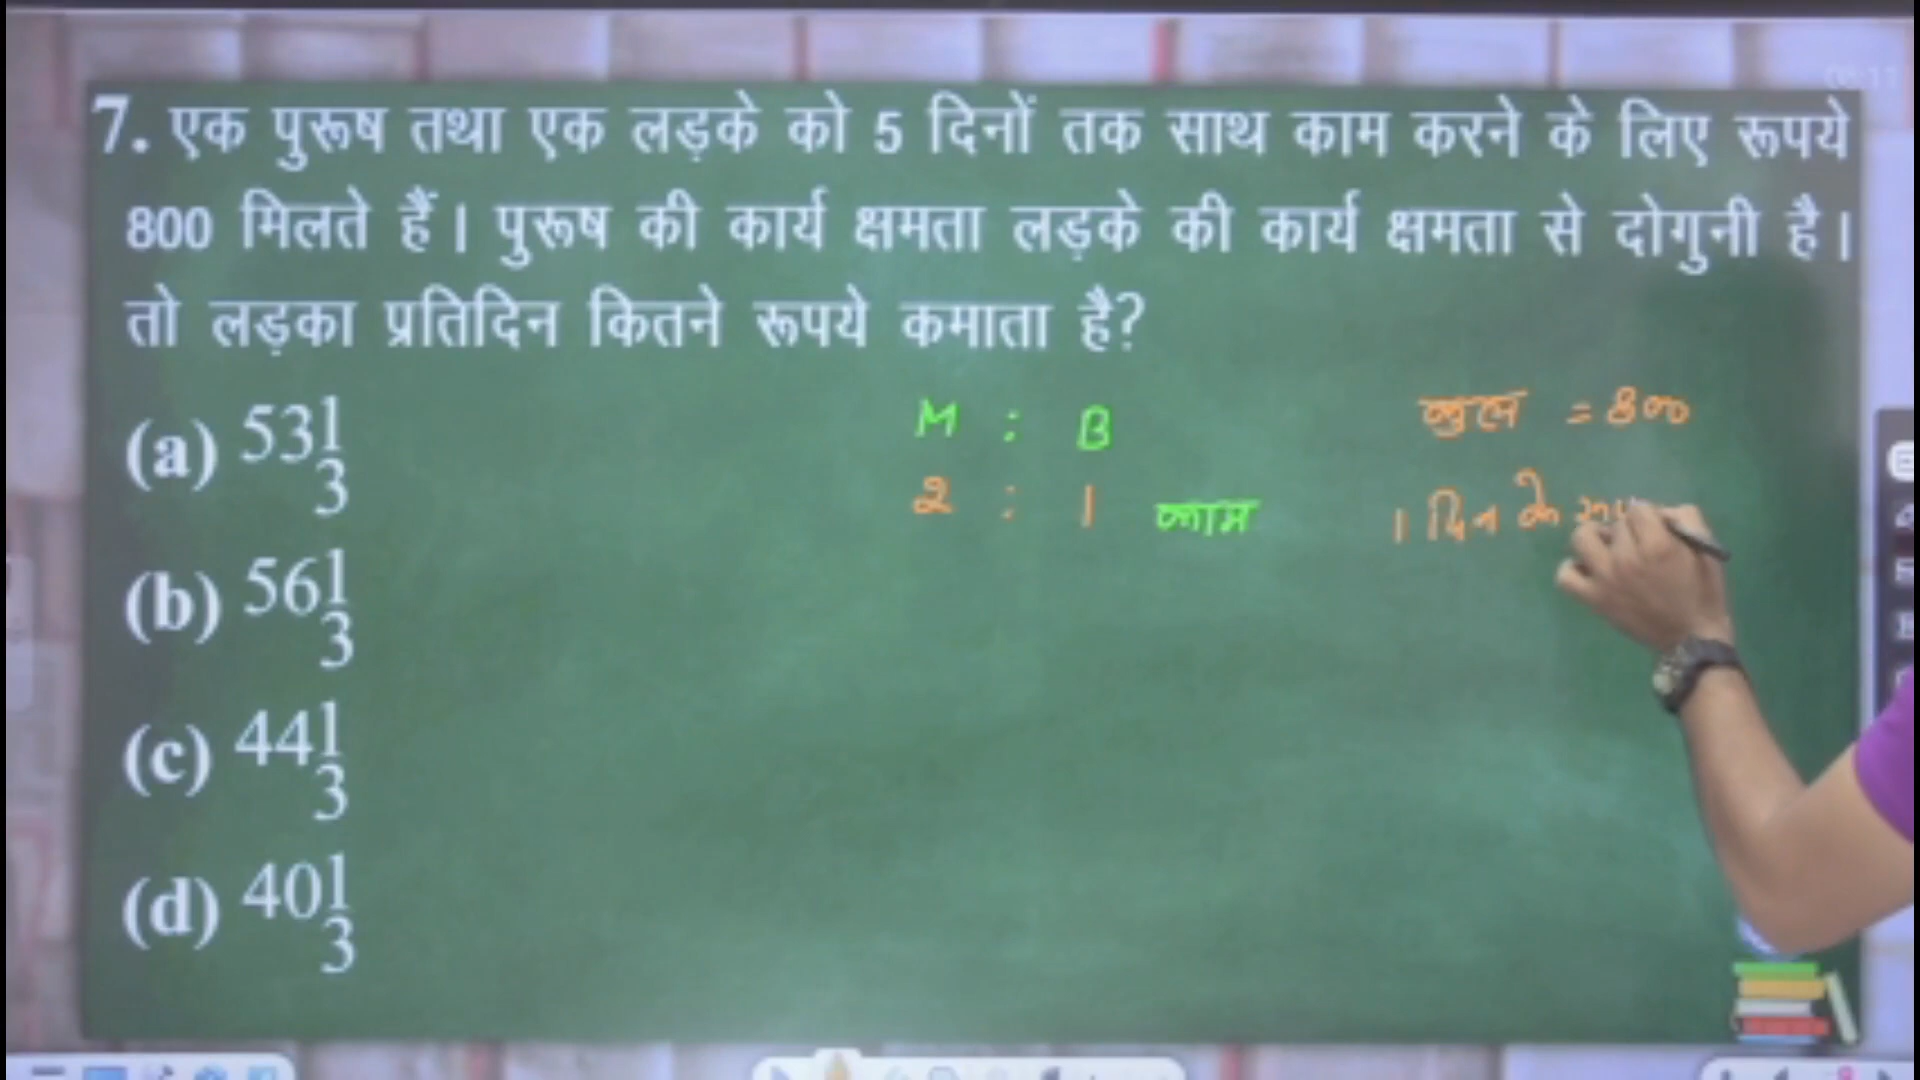 7. एक पुरूष तथा एक लड़के को 5 दिनों तक साथ काम करने के लिए रूपये
800 मिलते हैं। पुरूष की कार्य क्षमता लड़के की कार्य क्षमता से दोगुनी है।
तो लड़का प्रतिदिन कितने रूपये कमाता है?
(a) 53 1/3
(b) 56 1/3
(c) 44 1/3
(d) 40 1/3
M : B
2 : 1 काम
कुल = 800
1 दिन के